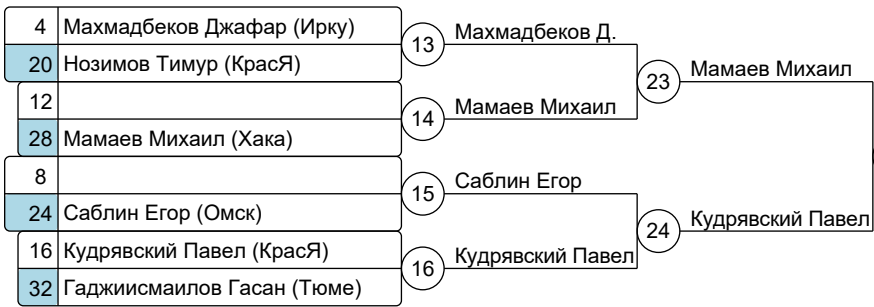 4 Махмадбеков Джафар (Ирку)
20 Нозимов Тимур (КрасЯ)
12
28 Мамаев Михаил (Хака)
8
24 Саблин Егор (Омск)
16 Кудрявский Павел (КрасЯ)
32 Гаджиисмаилов Гасан (Тюме)
13 Махмадбеков Д.
14 Мамаев Михаил
15 Саблин Егор
16 Кудрявский Павел
23 Мамаев Михаил
24 Кудрявский Павел